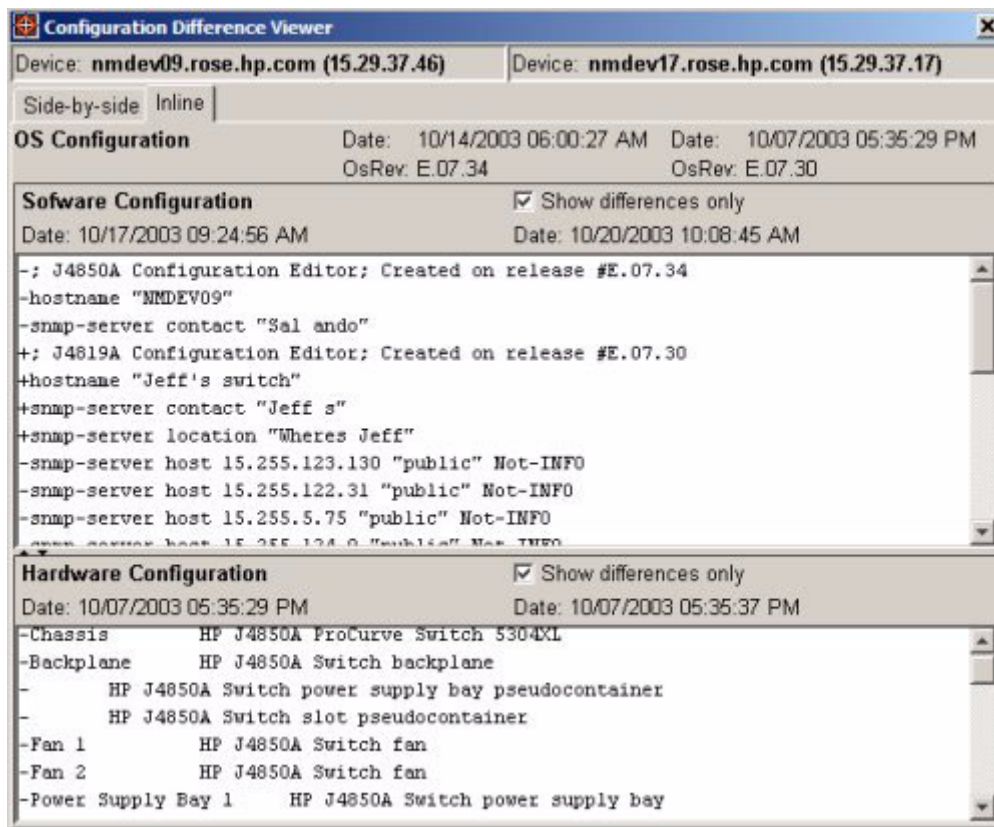 Configuration Difference Viewer
Device: nmdev09.rose.hp.com (15.29.37.46) Device: nmdev17.rose.hp.com (15.29.37.17)
Side-by-side Inline
OS Configuration Date: 10/14/2003 06:00:27 AM Date: 10/07/2003 05:35:29 PM
OsRev: E.07.34 OsRev: E.07.30
Sofware Configuration Show differences only
Date: 10/17/2003 09:24:56 AM Date: 10/20/2003 10:08:45 AM
-; J4850A Configuration Editor; Created on release #E.07.34
-hostname "NMDEV09"
-snmp-server contact "Sal ando"
+; J4819A Configuration Editor; Created on release #E.07.30
+hostname "Jeff's switch"
+snmp-server contact "Jeff s"
+snmp-server location "Wheres Jeff"
-snmp-server host 15.255.123.130 "public" Not-INFO
-snmp-server host 15.255.122.31 "public" Not-INFO
-snmp-server host 15.255.5.75 "public" Not-INFO
-snmp-server host 15.255.124.0 "public" Not-INFO
Hardware Configuration Show differences only
Date: 10/07/2003 05:35:29 PM Date: 10/07/2003 05:35:37 PM
-Chassis HP J4850A ProCurve Switch 5304XL
-Backplane HP J4850A Switch backplane
- HP J4850A Switch power supply bay pseudocontainer
- HP J4850A Switch slot pseudocontainer
-Fan 1 HP J4850A Switch fan
-Fan 2 HP J4850A Switch fan
-Power Supply Bay 1 HP J4850A Switch power supply bay